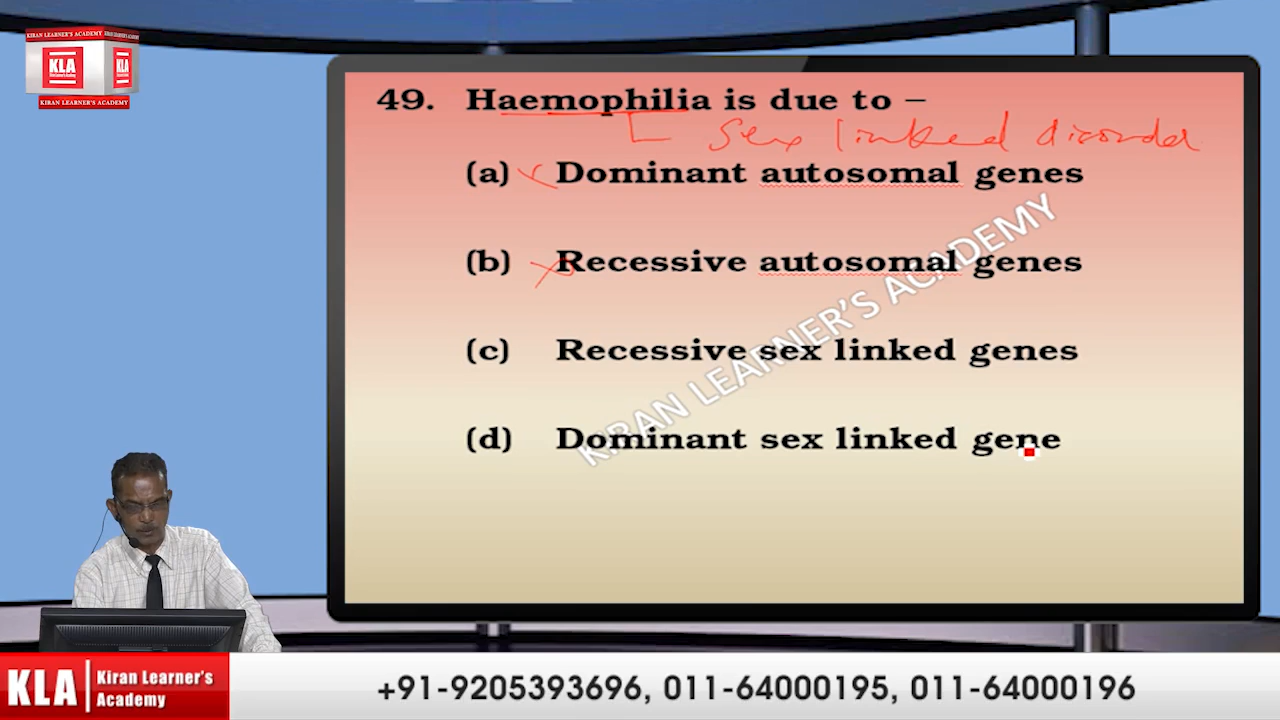 KIRAN LEARNER'S ACADEMY
KLA
KLA
KIRAN LEARNER'S ACADEMY
49. Haemophilia is due to –
Sex linked disorder
(a) Dominant autosomal genes
(b) Recessive autosomal genes
(c) Recessive sex linked genes
(d) Dominant sex linked gene
KIRAN LEARNER'S ACADEMY
KLA Kiran Learner's
Academy
+91-9205393696, 011-64000195, 011-64000196